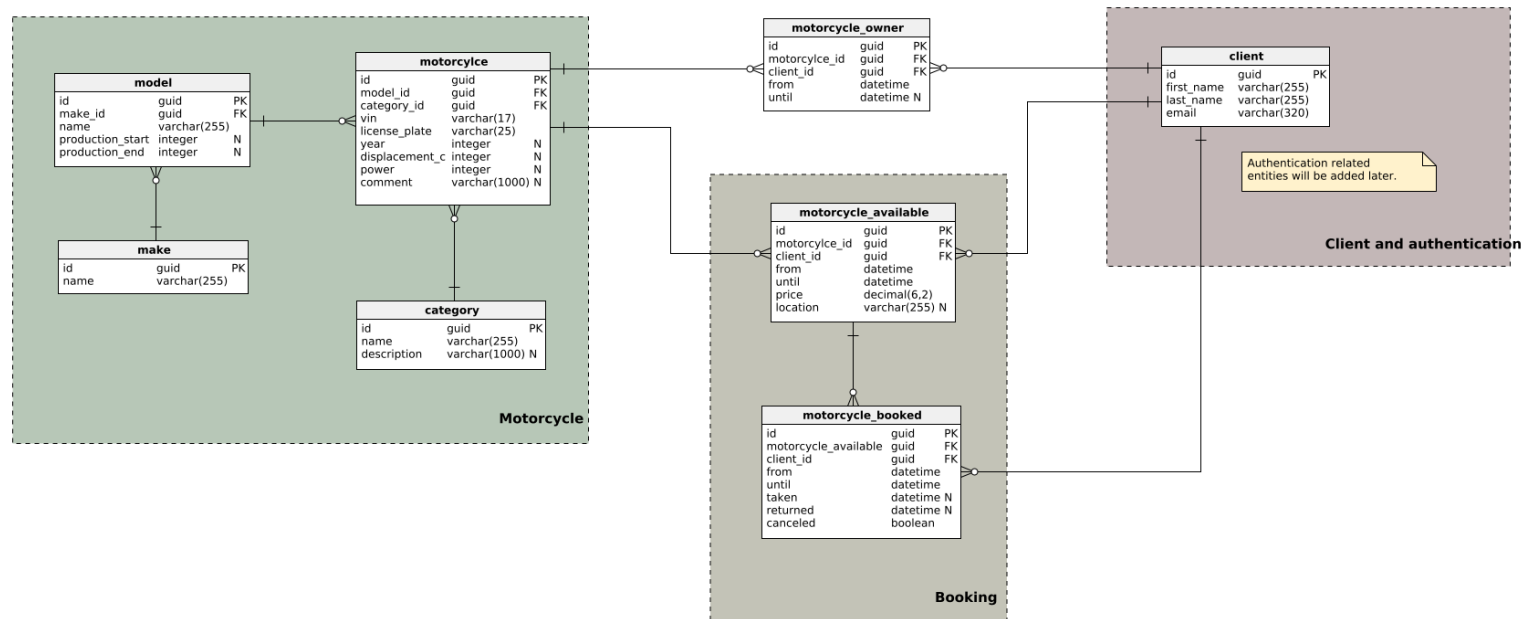 motorcylce
id guid PK
model_id guid FK
category_id guid FK
vin varchar(17)
license_plate varchar(25)
year integer N
displacement_c integer N
power integer N
comment varchar(1000) N
model
id guid PK
make_id guid FK
name varchar(255)
production_start integer N
production_end integer N
make
id guid PK
name varchar(255)
category
id guid PK
name varchar(255)
description varchar(1000) N
Motorcycle
motorcycle_owner
id guid PK
motorcylce_id guid FK
client_id guid FK
from datetime
until datetime N
motorcycle_available
id guid PK
motorcylce_id guid FK
client_id guid FK
from datetime
until datetime
price decimal(6,2)
location varchar(255) N
motorcycle_booked
id guid PK
motorcycle_available guid FK
client_id guid FK
from datetime
until datetime
taken datetime N
returned datetime N
canceled boolean
Booking
client
id guid PK
first_name varchar(255)
last_name varchar(255)
email varchar(320)
Authentication related
entities will be added later.
Client and authentication